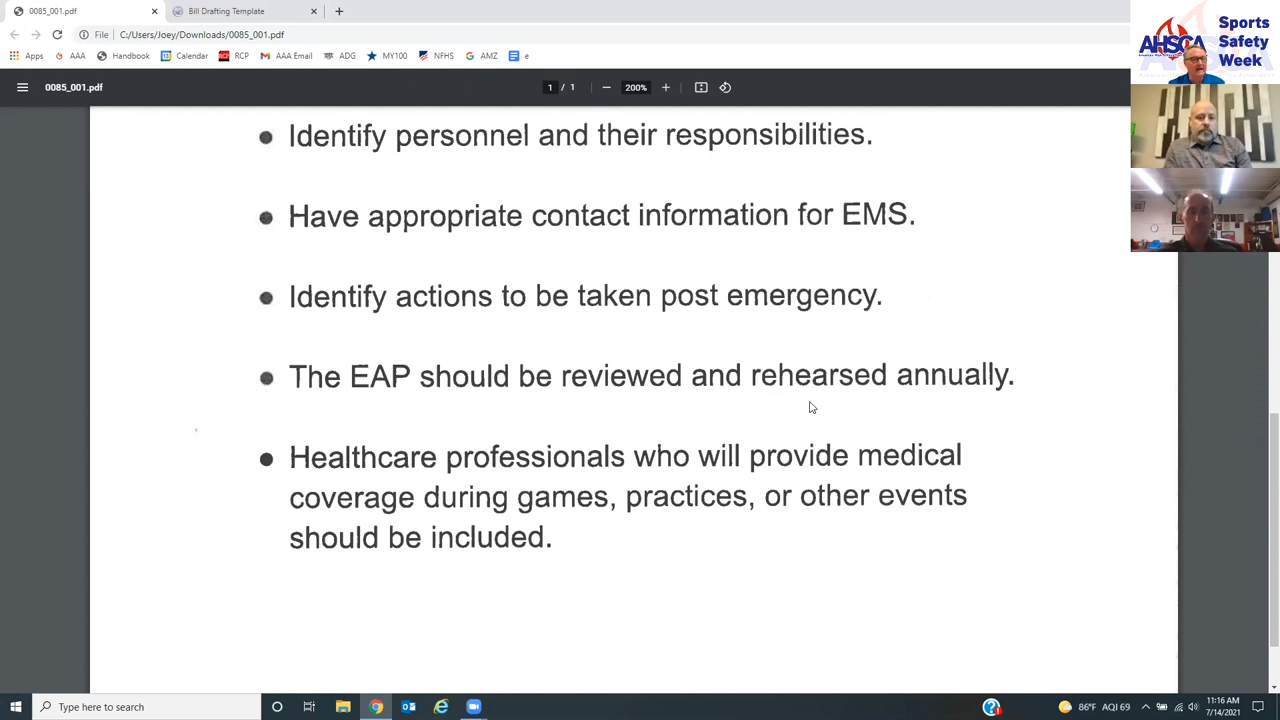 0085_001.pdf
Bill Drafting Template
File
C:/Users/Joey/Downloads/0085_001.pdf
Apps
AAA
Handbook
Calendar
RCP
AAA Email
ADG
MY100
NFHS
AMZ
e
0085_001.pdf
1 / 1
200%
AHSCA
Sports
Safety
Week
Identify personnel and their responsibilities.
Have appropriate contact information for EMS.
Identify actions to be taken post emergency.
The EAP should be reviewed and rehearsed annually.
Healthcare professionals who will provide medical
coverage during games, practices, or other events
should be included.
Type here to search
86°F AQI 69
11:16 AM
7/14/2021